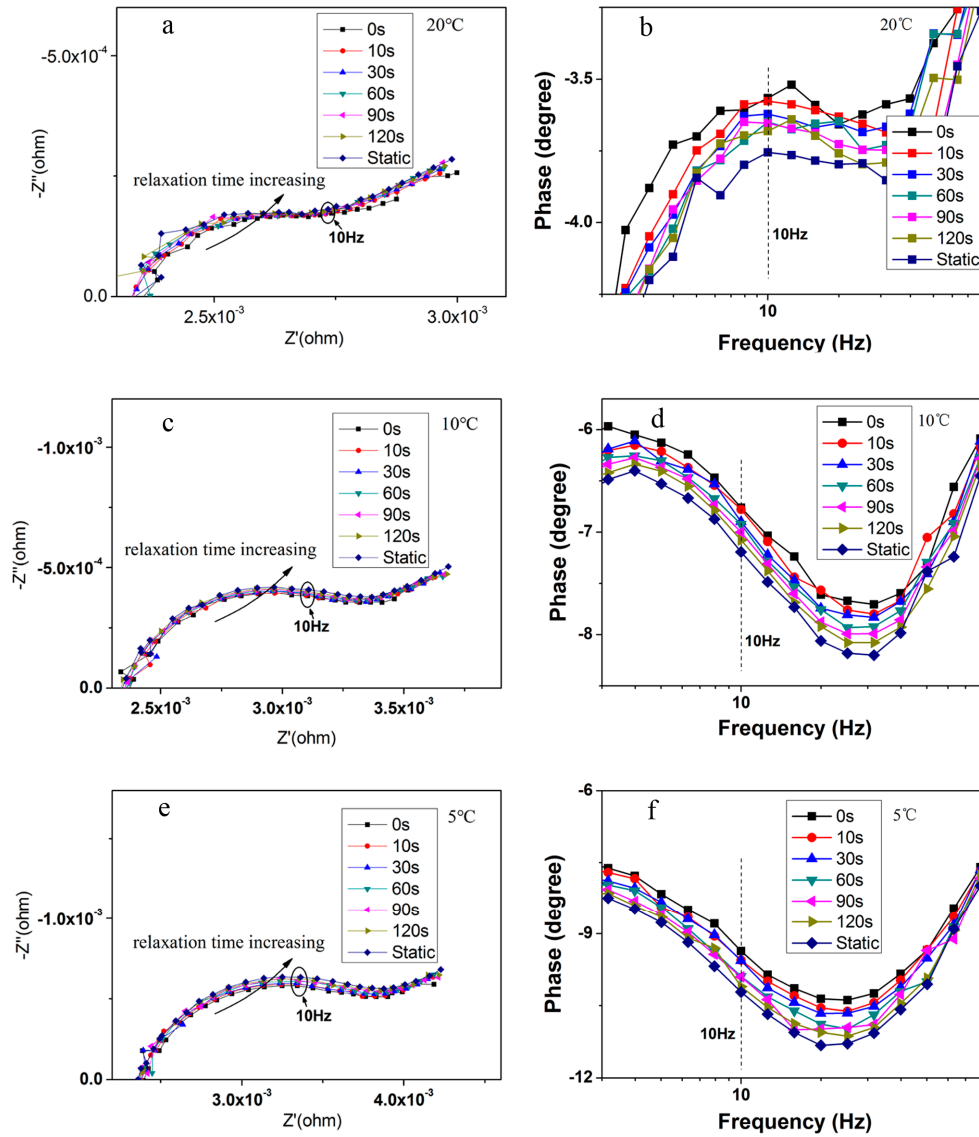 a
20℃
0s
10s
30s
60s
90s
120s
Static
relaxation time increasing
10Hz
-5.0x10⁻⁴
0.0
-Z''(ohm)
2.5x10⁻³
3.0x10⁻³
Z'(ohm)
b
20℃
0s
10s
30s
60s
90s
120s
Static
10Hz
-3.5
-4.0
Phase (degree)
10
Frequency (Hz)
c
10℃
0s
10s
30s
60s
90s
120s
Static
relaxation time increasing
10Hz
-1.0x10⁻³
-5.0x10⁻⁴
0.0
-Z''(ohm)
2.5x10⁻³
3.0x10⁻³
3.5x10⁻³
Z'(ohm)
d
10℃
0s
10s
30s
60s
90s
120s
Static
10Hz
-6
-7
-8
Phase (degree)
10
Frequency (Hz)
e
5℃
0s
10s
30s
60s
90s
120s
Static
relaxation time increasing
10Hz
-1.0x10⁻³
0.0
-Z''(ohm)
3.0x10⁻³
4.0x10⁻³
Z'(ohm)
f
5℃
0s
10s
30s
60s
90s
120s
Static
10Hz
-6
-9
-12
Phase (degree)
10
Frequency (Hz)